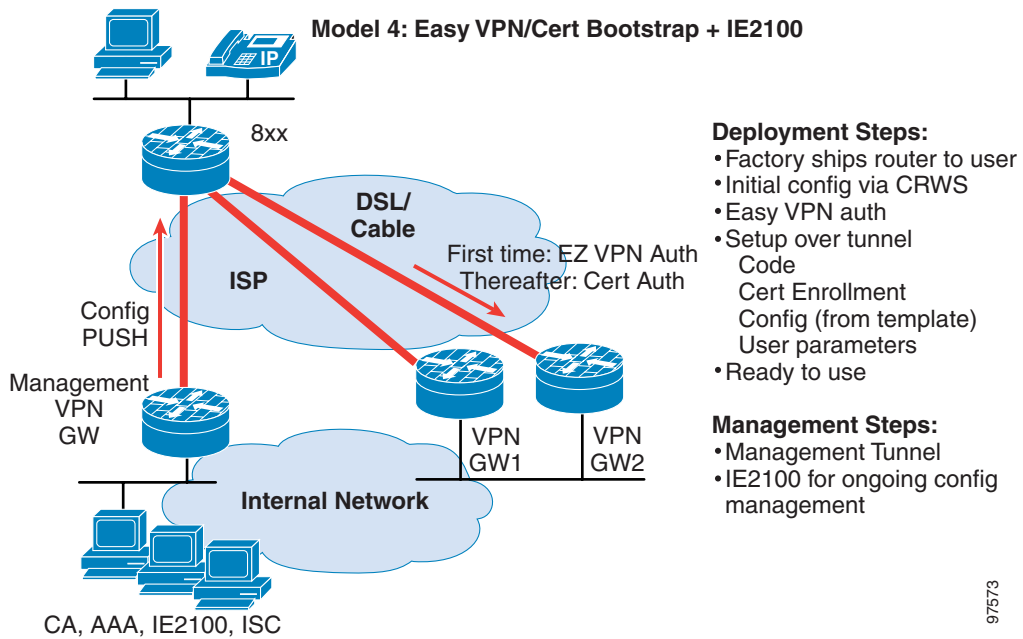 Model 4: Easy VPN/Cert Bootstrap + IE2100
IP
8xx
DSL/
Cable
First time: EZ VPN Auth
Thereafter: Cert Auth
ISP
Config
PUSH
Management
VPN
GW
VPN
GW1
VPN
GW2
Internal Network
CA, AAA, IE2100, ISC
Deployment Steps:
•Factory ships router to user
•Initial config via CRWS
•Easy VPN auth
•Setup over tunnel
Code
Cert Enrollment
Config (from template)
User parameters
•Ready to use
Management Steps:
•Management Tunnel
•IE2100 for ongoing config
management
97573